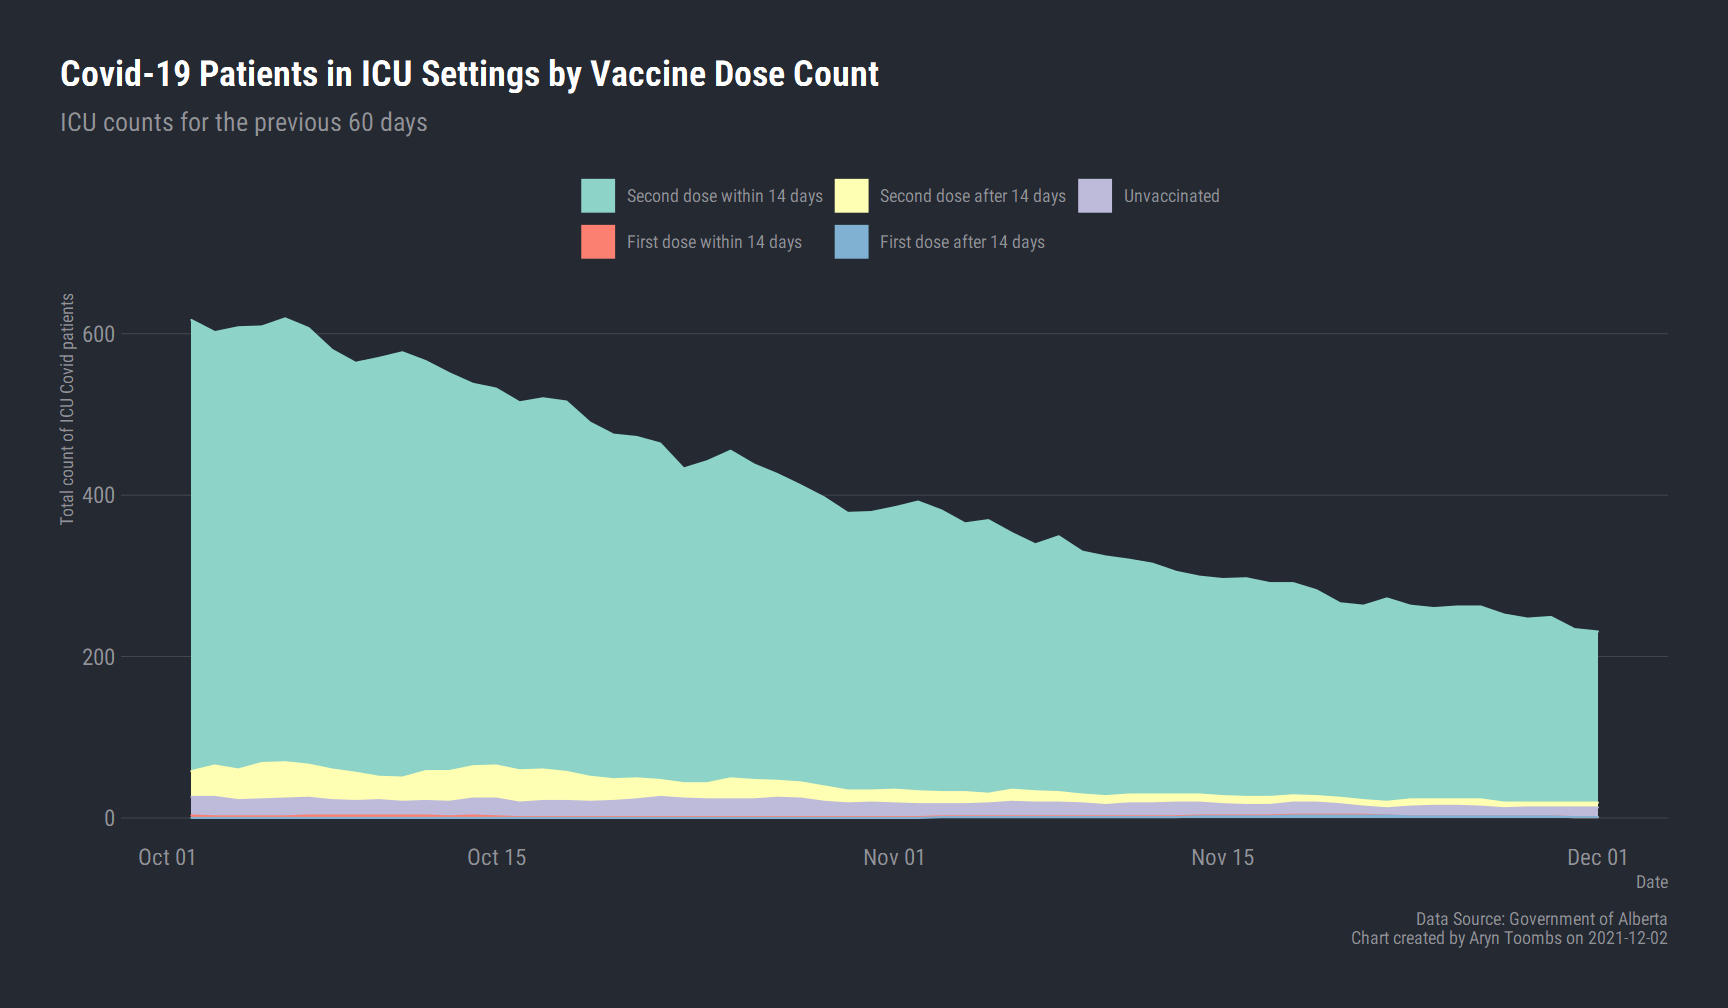 Covid-19 Patients in ICU Settings by Vaccine Dose Count
ICU counts for the previous 60 days
Second dose within 14 days
Second dose after 14 days
Unvaccinated
First dose within 14 days
First dose after 14 days
Total count of ICU Covid patients
600
400
200
0
Oct 01
Oct 15
Nov 01
Nov 15
Dec 01
Date
Data Source: Government of Alberta
Chart created by Aryn Toombs on 2021-12-02